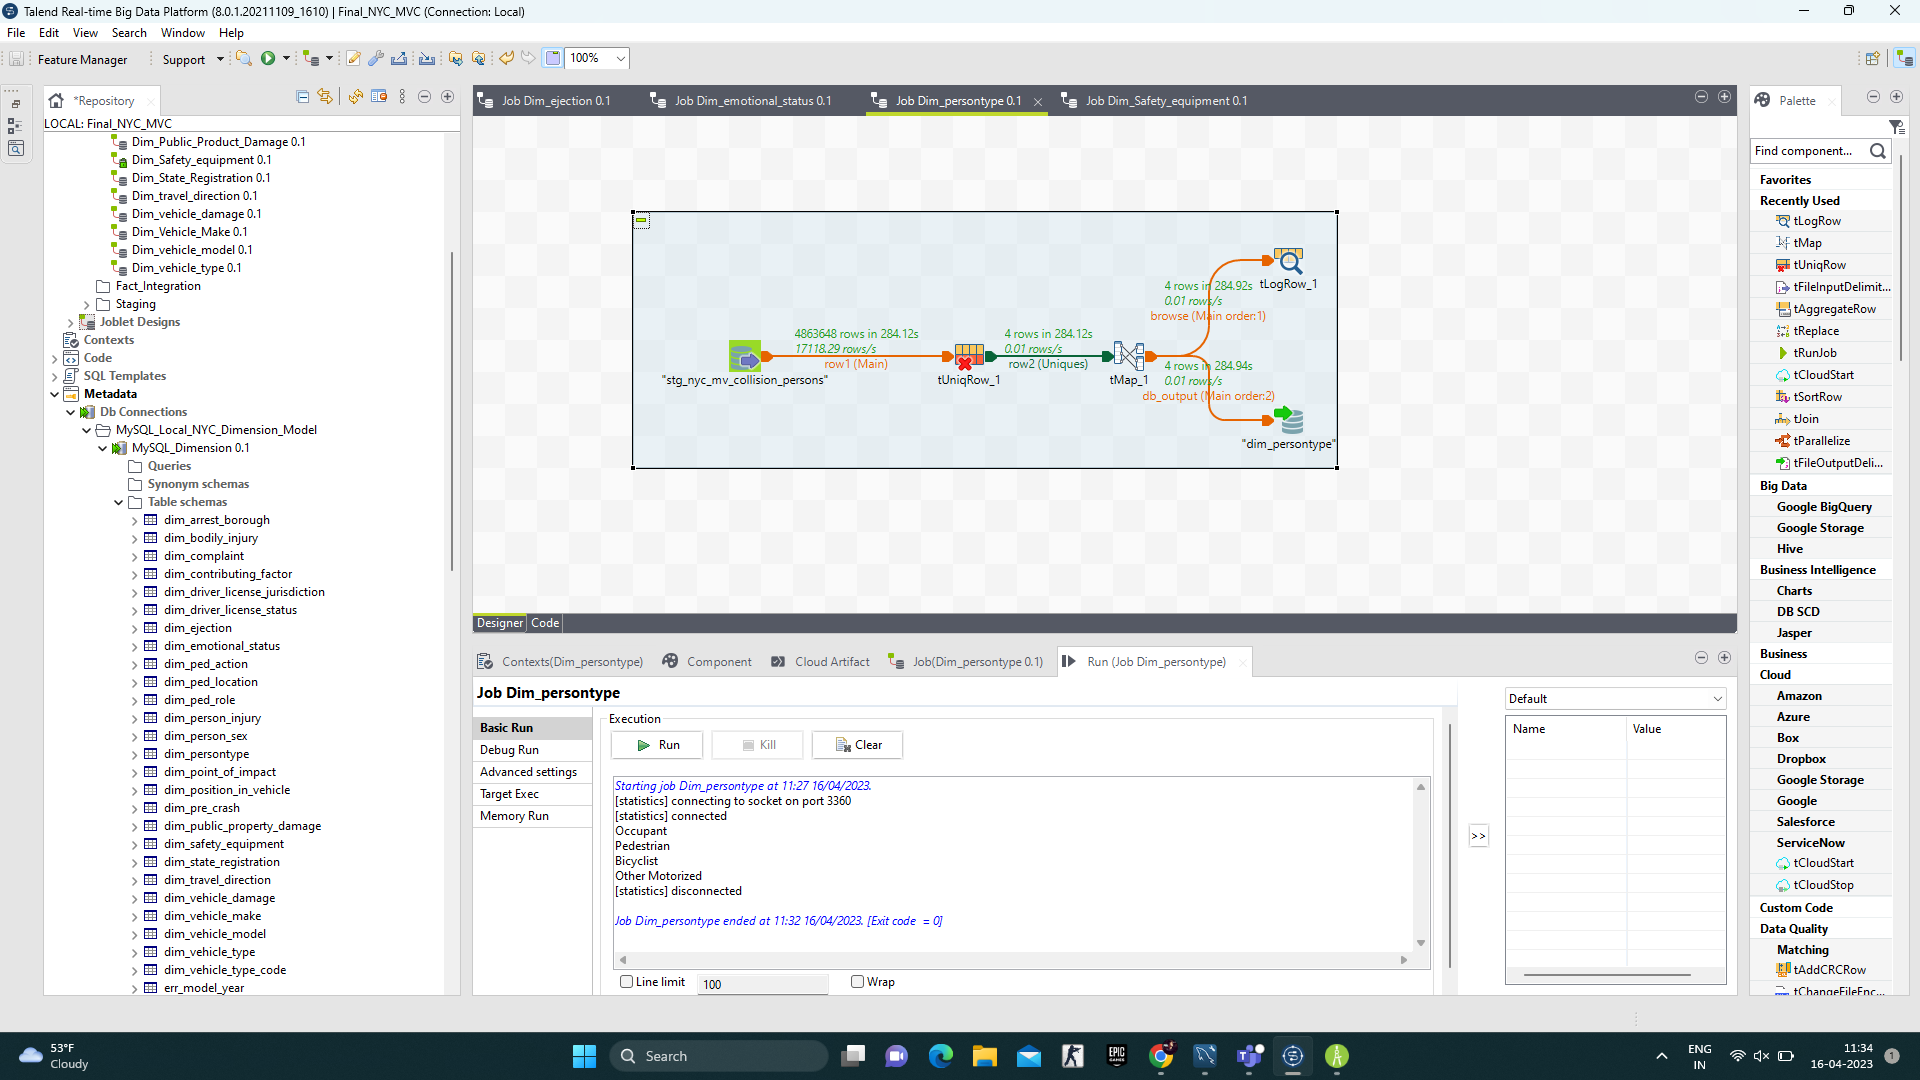 Talend Real-time Big Data Platform (8.0.1.20211109_1610) | Final_NYC_MVC (Connection: Local)
File Edit View Search Window Help
Feature Manager Support 100%
*Repository
LOCAL: Final_NYC_MVC
Dim_Public_Product_Damage 0.1
Dim_Safety_equipment 0.1
Dim_State_Registration 0.1
Dim_travel_direction 0.1
Dim_vehicle_damage 0.1
Dim_Vehicle_Make 0.1
Dim_vehicle_model 0.1
Dim_vehicle_type 0.1
Fact_Integration
Staging
Joblet Designs
Contexts
Code
SQL Templates
Metadata
Db Connections
MySQL_Local_NYC_Dimension_Model
MySQL_Dimension 0.1
Queries
Synonym schemas
Table schemas
dim_arrest_borough
dim_bodily_injury
dim_complaint
dim_contributing_factor
dim_driver_license_jurisdiction
dim_driver_license_status
dim_ejection
dim_emotional_status
dim_ped_action
dim_ped_location
dim_ped_role
dim_person_injury
dim_person_sex
dim_persontype
dim_point_of_impact
dim_position_in_vehicle
dim_pre_crash
dim_public_property_damage
dim_safety_equipment
dim_state_registration
dim_travel_direction
dim_vehicle_damage
dim_vehicle_make
dim_vehicle_model
dim_vehicle_type
dim_vehicle_type_code
err_model_year
Job Dim_ejection 0.1 Job Dim_emotional_status 0.1 Job Dim_persontype 0.1 Job Dim_Safety_equipment 0.1
4 rows in 284.92s
0.01 rows/s
browse (Main order:1)
tLogRow_1
4863648 rows in 284.12s
17118.29 rows/s
row1 (Main)
4 rows in 284.12s
0.01 rows/s
row2 (Uniques)
"stg_nyc_mv_collision_persons"
tUniqRow_1
tMap_1
4 rows in 284.94s
0.01 rows/s
db_output (Main order:2)
"dim_persontype"
Designer Code
Contexts(Dim_persontype) Component Cloud Artifact Job(Dim_persontype 0.1) Run (Job Dim_persontype)
Job Dim_persontype
Basic Run
Debug Run
Advanced settings
Target Exec
Memory Run
Execution
Run Kill Clear
Starting job Dim_persontype at 11:27 16/04/2023.
[statistics] connecting to socket on port 3360
[statistics] connected
Occupant
Pedestrian
Bicyclist
Other Motorized
[statistics] disconnected
Job Dim_persontype ended at 11:32 16/04/2023. [Exit code = 0]
Line limit 100 Wrap
>>
Default
Name Value
Palette
Find component...
Favorites
Recently Used
tLogRow
tMap
tUniqRow
tFileInputDelimit...
tAggregateRow
tReplace
tRunJob
tCloudStart
tSortRow
tJoin
tParallelize
tFileOutputDeli...
Big Data
Google BigQuery
Google Storage
Hive
Business Intelligence
Charts
DB SCD
Jasper
Business
Cloud
Amazon
Azure
Box
Dropbox
Google Storage
Google
Salesforce
ServiceNow
tCloudStart
tCloudStop
Custom Code
Data Quality
Matching
tAddCRCRow
tChangeFileEnc...
53°F
Cloudy
Search
EPIC
GAMES
ENG
IN
11:34
16-04-2023
1